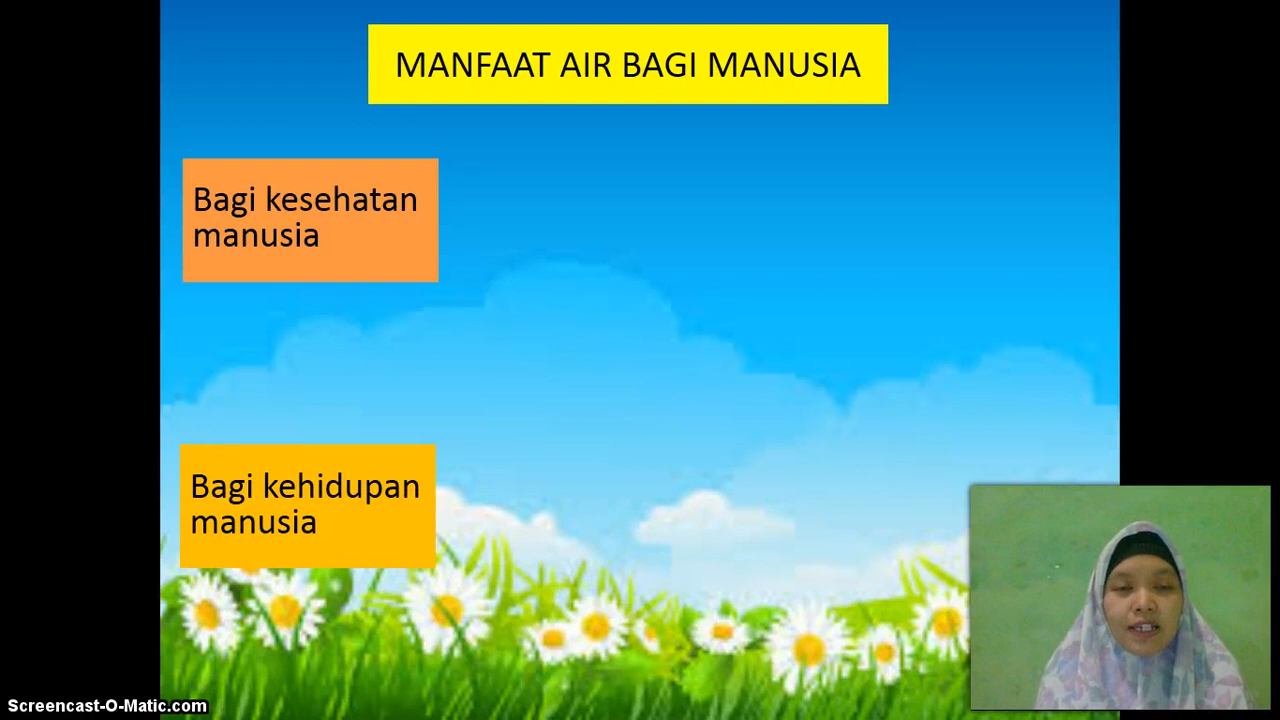 MANFAAT AIR BAGI MANUSIA
Bagi kesehatan
manusia
Bagi kehidupan
manusia
Screencast-O-Matic.com